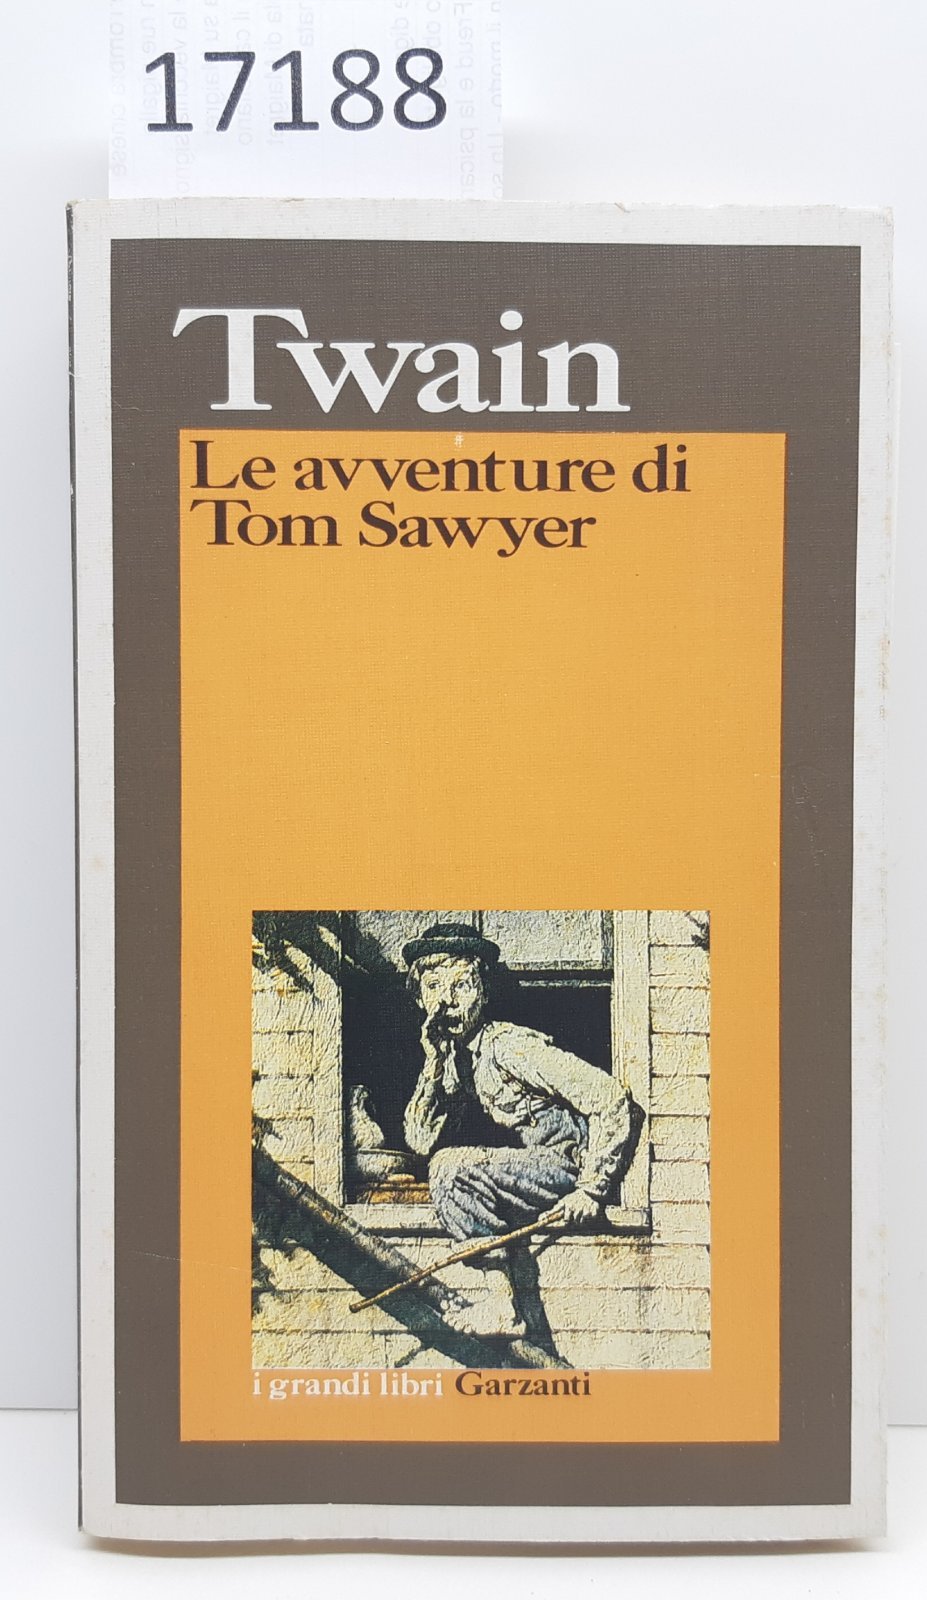 17188
Twain
Le avventure di
Tom Sawyer
i grandi libri Garzanti